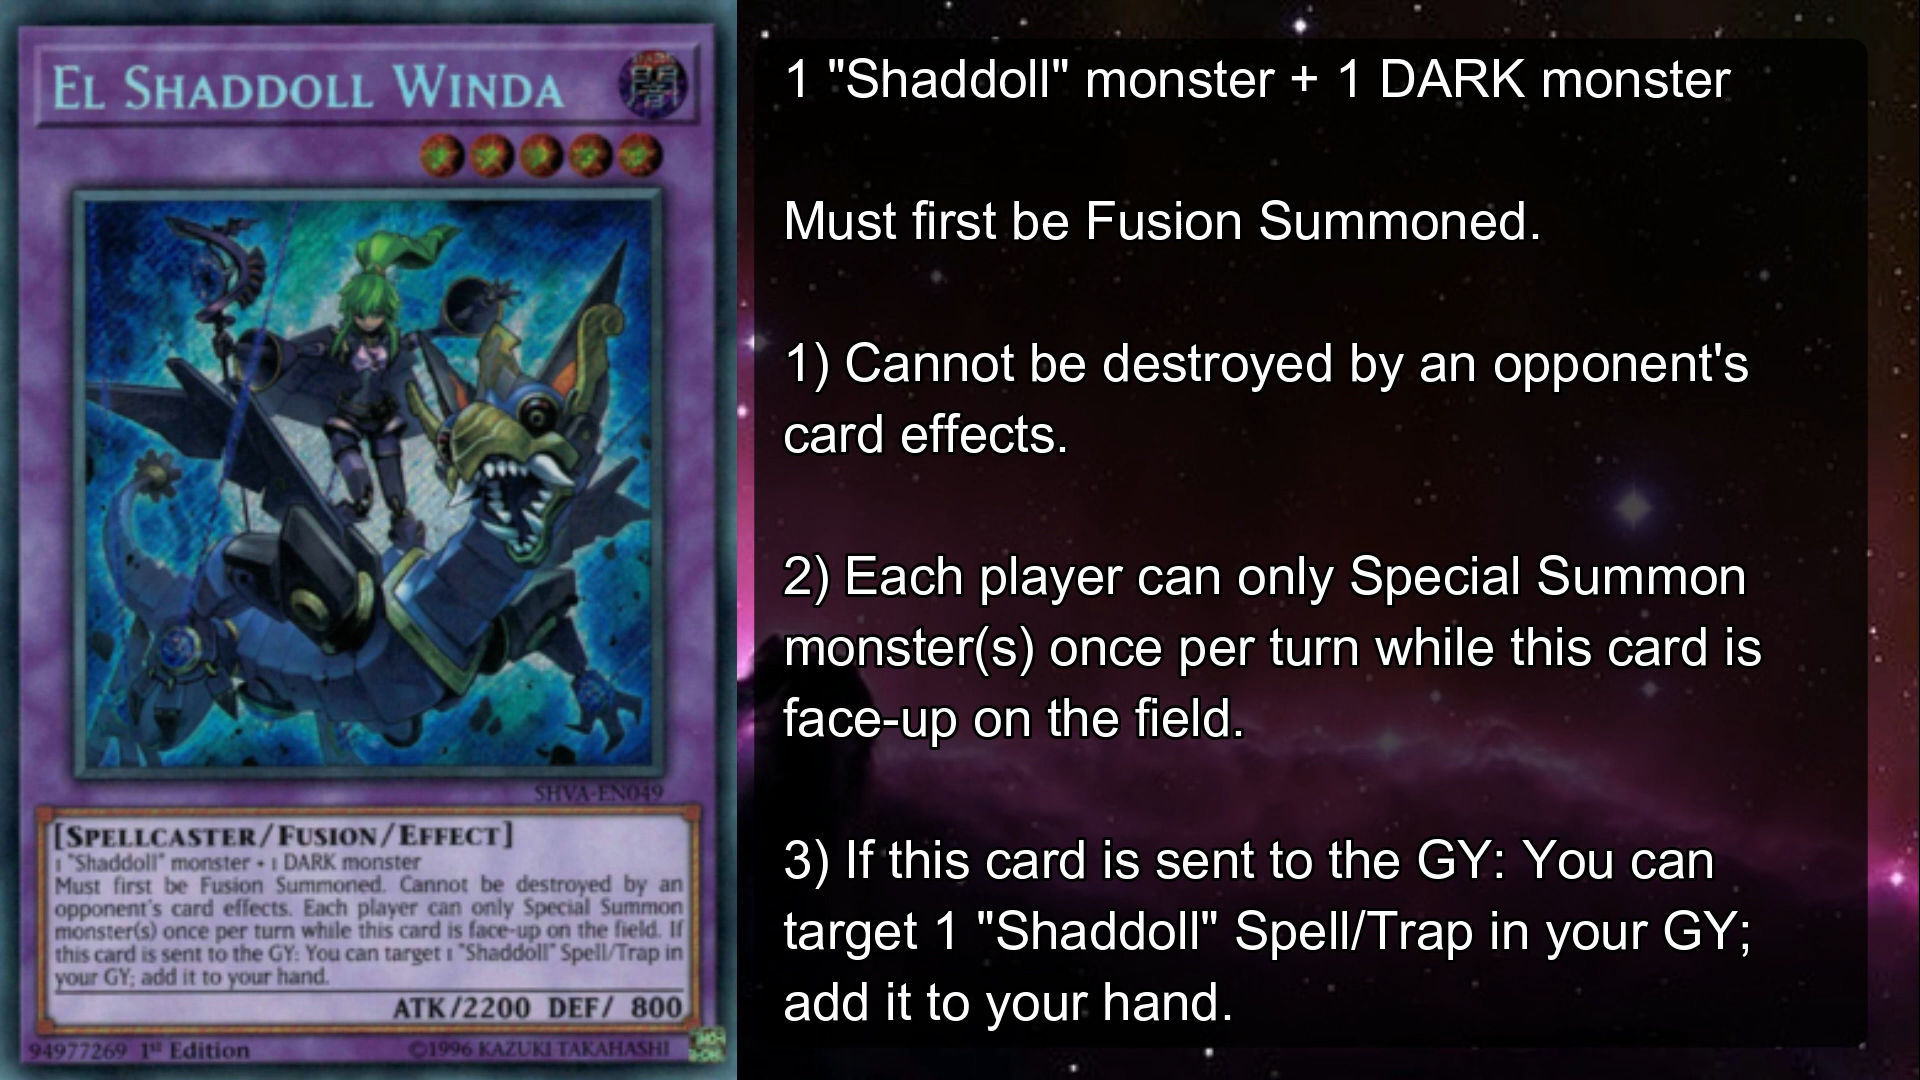 EL SHADDOLL WINDA
SHVA-EN049
[SPELLCASTER/FUSION/EFFECT]
1 "Shaddoll" monster + 1 DARK monster
Must first be Fusion Summoned. Cannot be destroyed by an
opponent's card effects. Each player can only Special Summon
monster(s) once per turn while this card is face-up on the field. If
this card is sent to the GY: You can target 1 "Shaddoll" Spell/Trap in
your GY; add it to your hand.
ATK/2200 DEF/ 800
94977269 1st Edition ©1996 KAZUKI TAKAHASHI
1 "Shaddoll" monster + 1 DARK monster
Must first be Fusion Summoned.
1) Cannot be destroyed by an opponent's
card effects.
2) Each player can only Special Summon
monster(s) once per turn while this card is
face-up on the field.
3) If this card is sent to the GY: You can
target 1 "Shaddoll" Spell/Trap in your GY;
add it to your hand.